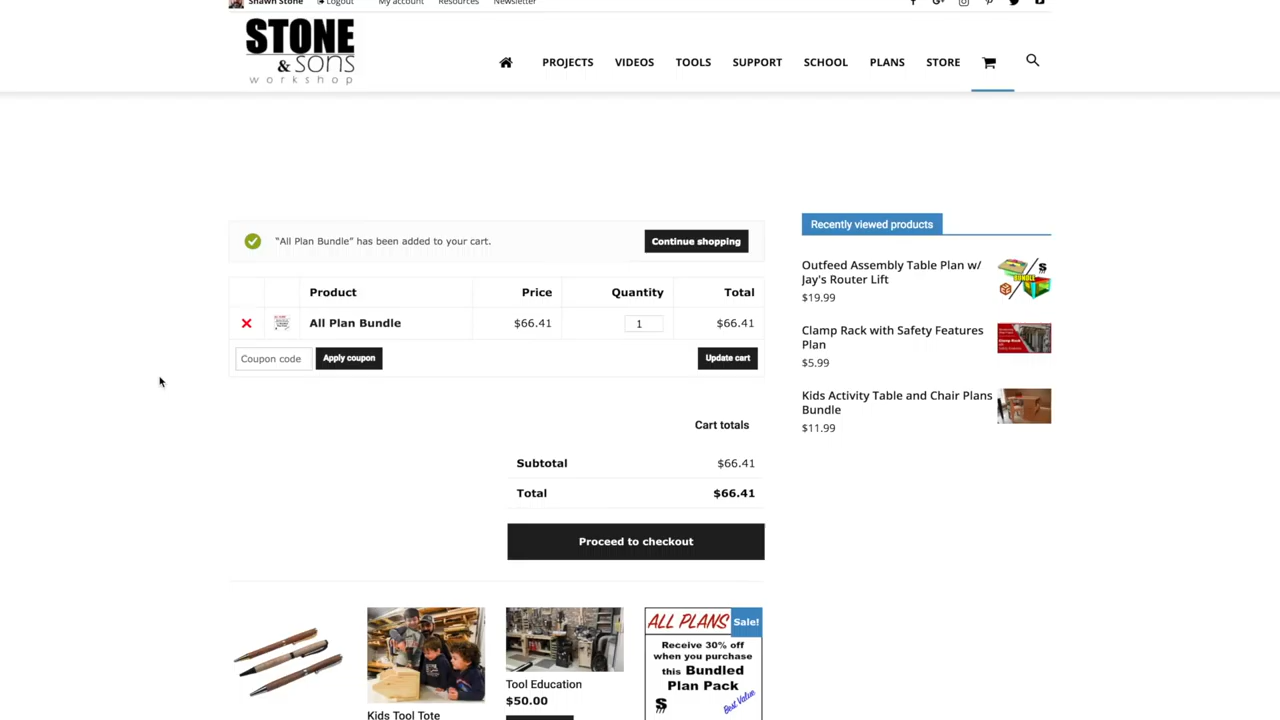 Shawn Stone Logout My account Resources Newsletter
STONE
& SONS
workshop
PROJECTS VIDEOS TOOLS SUPPORT SCHOOL PLANS STORE
"All Plan Bundle" has been added to your cart. Continue shopping
Product Price Quantity Total
All Plan Bundle $66.41 1 $66.41
Coupon code Apply coupon Update cart
Cart totals
Subtotal $66.41
Total $66.41
Proceed to checkout
Recently viewed products
Outfeed Assembly Table Plan w/
Jay's Router Lift
$19.99
Clamp Rack with Safety Features
Plan
$5.99
Kids Activity Table and Chair Plans
Bundle
$11.99
Kids Tool Tote
Tool Education
$50.00
ALL PLANS Sale!
Receive 30% off
when you purchase
this Bundled
Plan Pack
Best Value